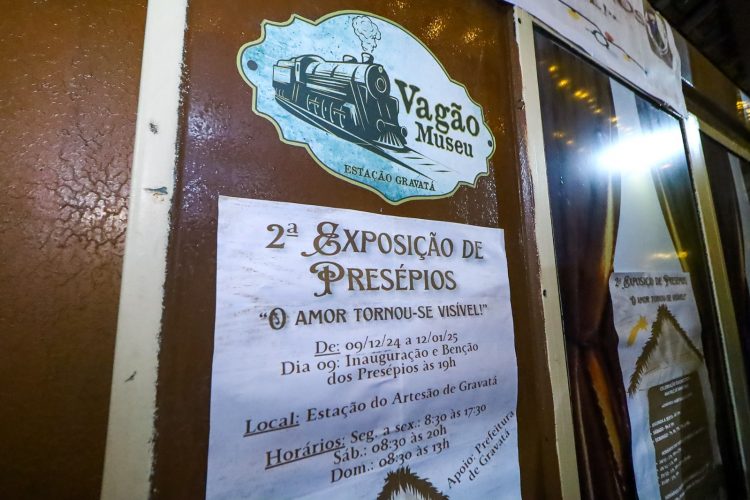 Vagão
Museu
ESTAÇÃO GRAVATÁ
2ª EXPOSIÇÃO DE
PRESÉPIOS
"O AMOR TORNOU-SE VISÍVEL!"
De: 09/12/24 a 12/01/25
Dia 09: Inauguração e Benção
dos Presépios às 19h
Local: Estação do Artesão de Gravatá
Horários: Seg. a sex.: 8:30 às 17:30
Sáb.: 08:30 às 20h
Dom.: 08:30 às 13h
Apoio: Prefeitura
de Gravatá
2ª EXPOSIÇÃO DE
PRESÉPIOS
"O AMOR TORNOU-SE VISÍVEL!"